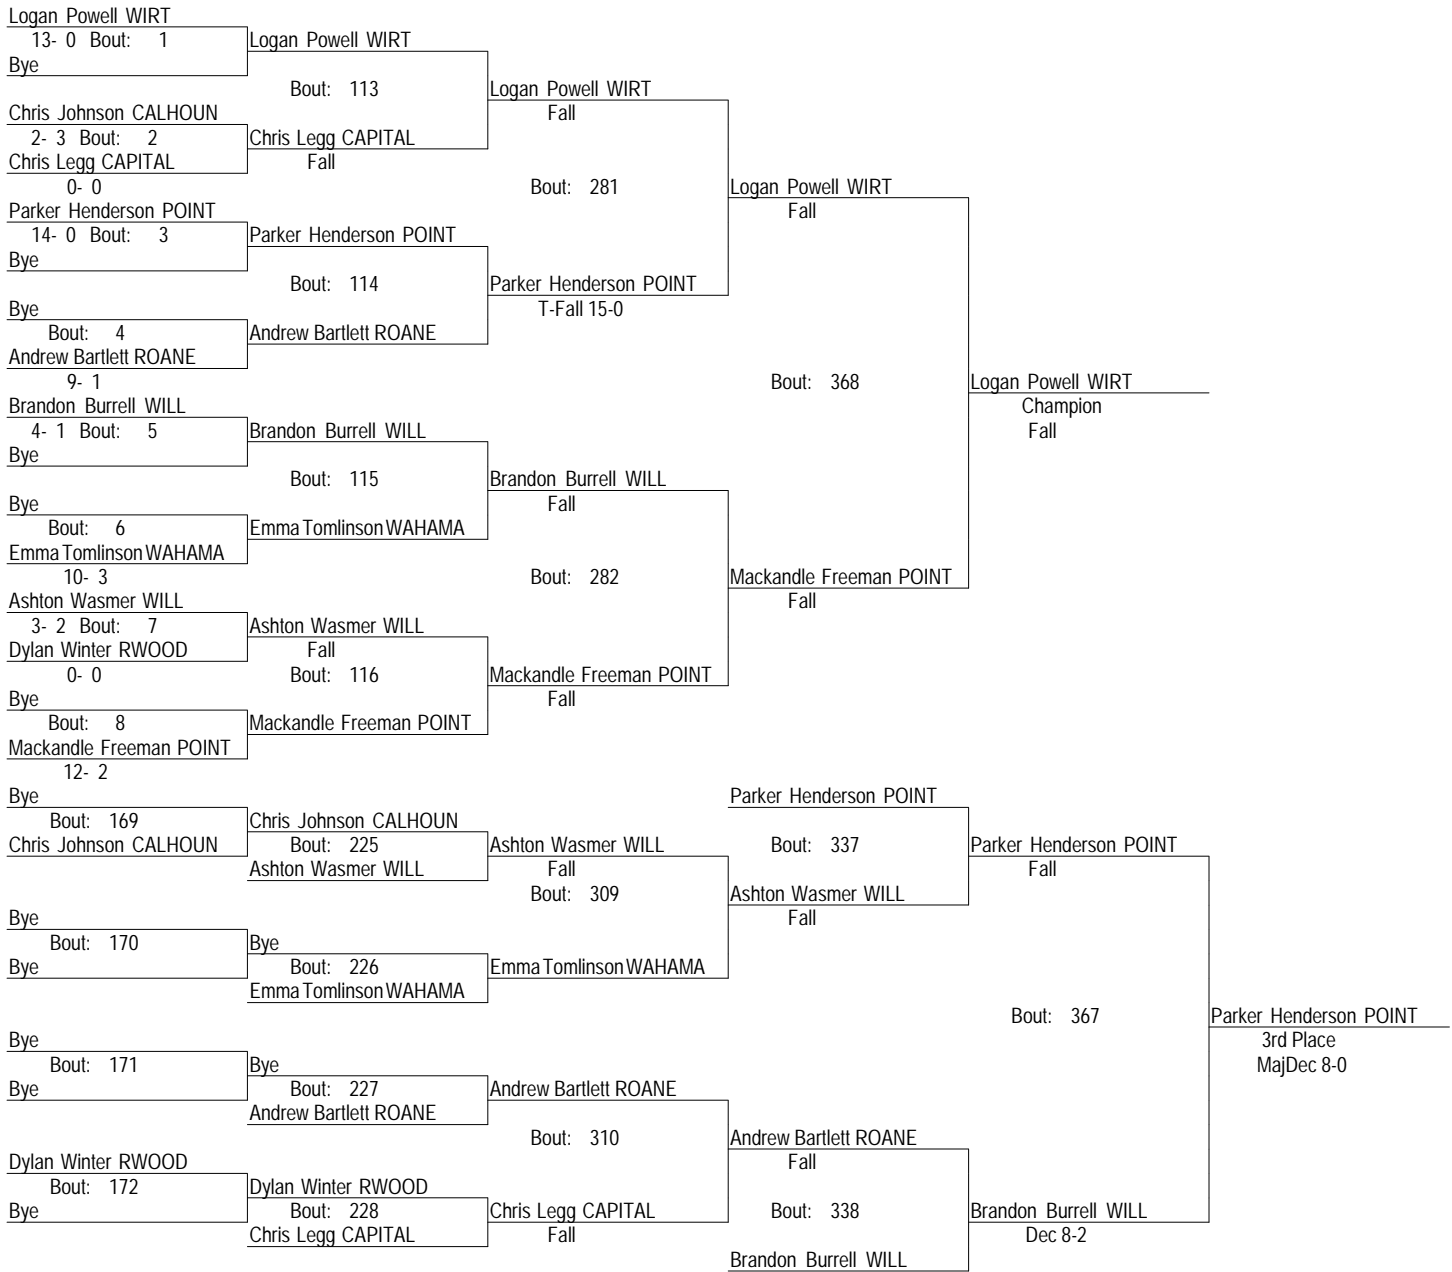 Logan Powell WIRT
13- 0 Bout: 1
Logan Powell WIRT
Bye
Bout: 113
Logan Powell WIRT
Chris Johnson CALHOUN
Fall
2- 3 Bout: 2
Chris Legg CAPITAL
Chris Legg CAPITAL
Fall
0- 0
Bout: 281
Logan Powell WIRT
Parker Henderson POINT
Fall
14- 0 Bout: 3
Parker Henderson POINT
Bye
Bout: 114
Parker Henderson POINT
Bye
T-Fall 15-0
Bout: 4
Andrew Bartlett ROANE
Andrew Bartlett ROANE
9- 1
Bout: 368
Logan Powell WIRT
Brandon Burrell WILL
Champion
4- 1 Bout: 5
Brandon Burrell WILL
Fall
Bye
Bout: 115
Brandon Burrell WILL
Bye
Fall
Bout: 6
Emma Tomlinson WAHAMA
Emma Tomlinson WAHAMA
10- 3
Bout: 282
Mackandle Freeman POINT
Ashton Wasmer WILL
Fall
3- 2 Bout: 7
Ashton Wasmer WILL
Dylan Winter RWOOD
Fall
0- 0
Bout: 116
Mackandle Freeman POINT
Bye
Fall
Bout: 8
Mackandle Freeman POINT
Mackandle Freeman POINT
12- 2
Bye
Parker Henderson POINT
Bout: 169
Chris Johnson CALHOUN
Chris Johnson CALHOUN
Bout: 225
Ashton Wasmer WILL
Bout: 337
Parker Henderson POINT
Ashton Wasmer WILL
Fall
Fall
Bout: 309
Ashton Wasmer WILL
Bye
Fall
Bout: 170
Bye
Bye
Bout: 226
Emma Tomlinson WAHAMA
Emma Tomlinson WAHAMA
Bout: 367
Parker Henderson POINT
Bye
3rd Place
Bout: 171
Bye
MajDec 8-0
Bye
Bout: 227
Andrew Bartlett ROANE
Andrew Bartlett ROANE
Bout: 310
Andrew Bartlett ROANE
Dylan Winter RWOOD
Fall
Bout: 172
Dylan Winter RWOOD
Bye
Bout: 228
Chris Legg CAPITAL
Bout: 338
Brandon Burrell WILL
Chris Legg CAPITAL
Fall
Dec 8-2
Brandon Burrell WILL